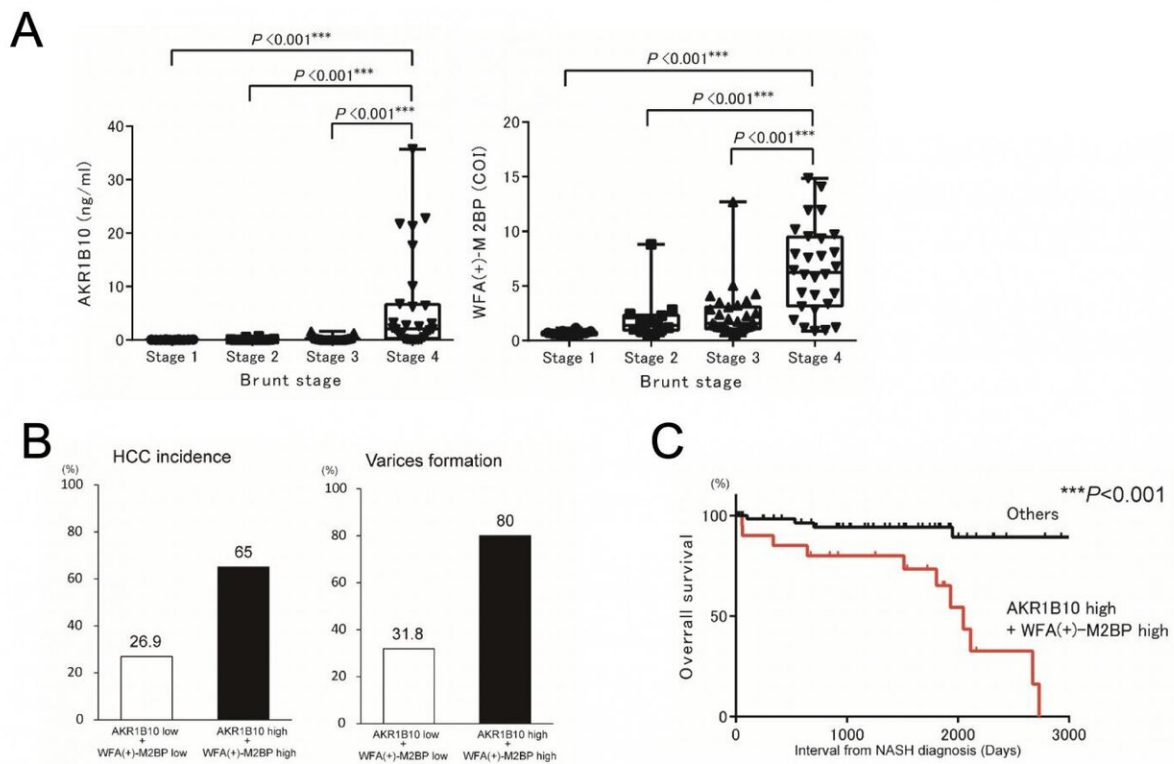 A
P <0.001***
P <0.001***
P <0.001***
AKR1B10 (ng/ml)
40
30
20
10
0
Stage 1 Stage 2 Stage 3 Stage 4
Brunt stage
P <0.001***
P <0.001***
P <0.001***
WFA(+)-M2BP (COI)
20
15
10
5
0
Stage 1 Stage 2 Stage 3 Stage 4
Brunt stage
B
HCC incidence
(%)
100
80
60
40
20
0
26.9
65
AKR1B10 low
+
WFA(+)-M2BP low
AKR1B10 high
+
WFA(+)-M2BP high
Varices formation
(%)
100
80
60
40
20
0
31.8
80
AKR1B10 low
+
WFA(+)-M2BP low
AKR1B10 high
+
WFA(+)-M2BP high
C
(%)
***P<0.001
Overrall survival
100
50
0
Others
AKR1B10 high
+ WFA(+)-M2BP high
0 1000 2000 3000
Interval from NASH diagnosis (Days)